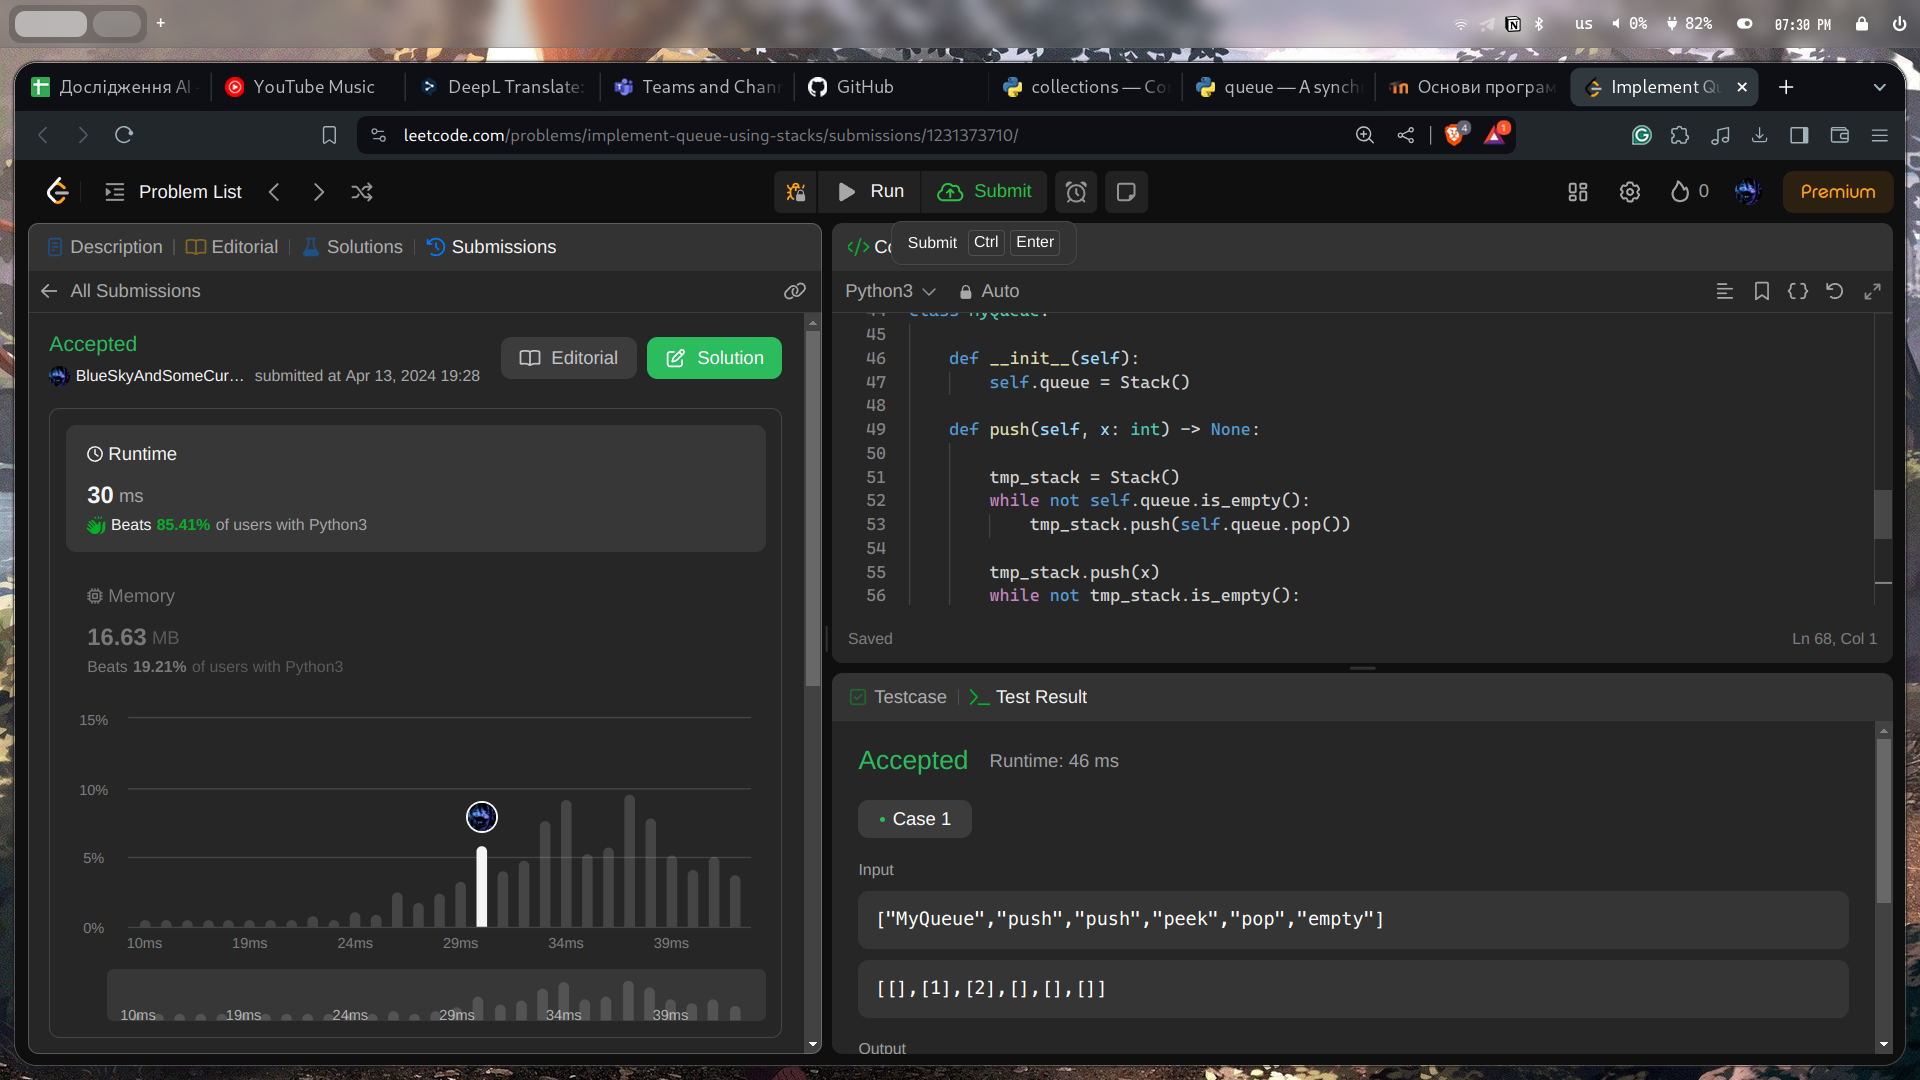 +
us
0%
82%
07:30 PM
Дослідження AI
YouTube Music
DeepL Translate:
Teams and Chann
GitHub
collections — Co
queue — A synch
Основи програм
Implement Qu
leetcode.com/problems/implement-queue-using-stacks/submissions/1231373710/
4
1
Problem List
Run
Submit
0
Premium
Description
Editorial
Solutions
Submissions
All Submissions
Accepted
BlueSkyAndSomeCur...
submitted at Apr 13, 2024 19:28
Editorial
Solution
Runtime
30 ms
Beats 85.41% of users with Python3
Memory
16.63 MB
Beats 19.21% of users with Python3
15%
10%
5%
0%
10ms
19ms
24ms
29ms
34ms
39ms
10ms
19ms
24ms
29ms
34ms
39ms
</> Co
Submit Ctrl Enter
Python3
Auto
44 class MyQueue:
45
46 def __init__(self):
47 self.queue = Stack()
48
49 def push(self, x: int) -> None:
50
51 tmp_stack = Stack()
52 while not self.queue.is_empty():
53 tmp_stack.push(self.queue.pop())
54
55 tmp_stack.push(x)
56 while not tmp_stack.is_empty():
Saved
Ln 68, Col 1
Testcase
Test Result
Accepted
Runtime: 46 ms
Case 1
Input
["MyQueue","push","push","peek","pop","empty"]
[[],[1],[2],[],[],[]]
Output